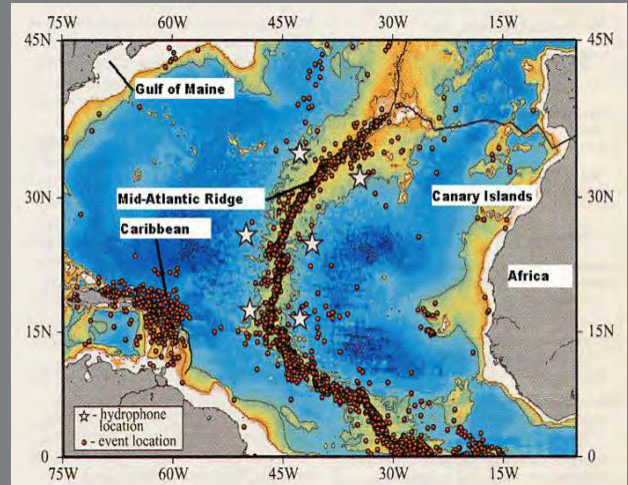 75W 60W 45W 30W 15W
45N 45N
Gulf of Maine
Mid-Atlantic Ridge
Canary Islands
30N 30N
Caribbean
Africa
15N 15N
- hydrophone
location
- event location
0 0
75W 60W 45W 30W 15W